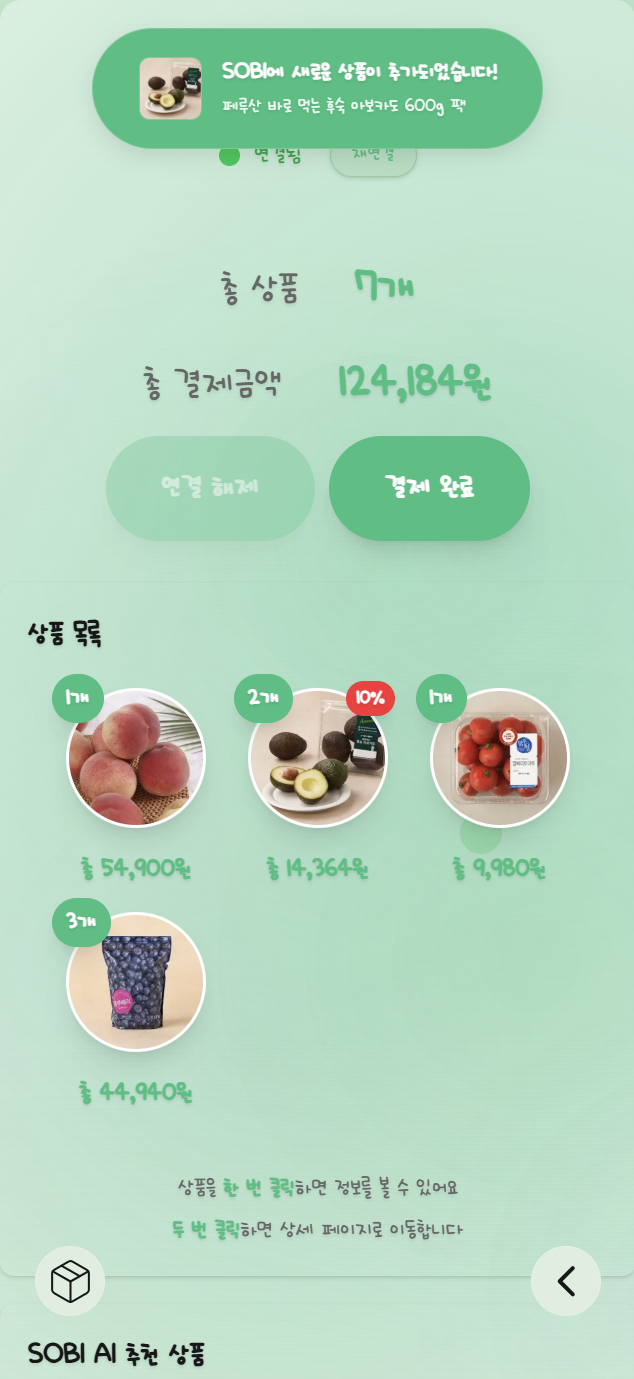 SOBI에 새로운 상품이 추가되었습니다!
페루산 바로 먹는 후숙 아보카도 600g 팩
연결됨 재연결
총 상품 7개
총 결제금액 124,184원
연결 해제 결제 완료
상품 목록
1개 2개 10% 1개
총 54,900원 총 14,364원 총 9,980원
3개
총 44,940원
상품을 한 번 클릭하면 정보를 볼 수 있어요
두 번 클릭하면 상세 페이지로 이동합니다
SOBI AI 추천 상품